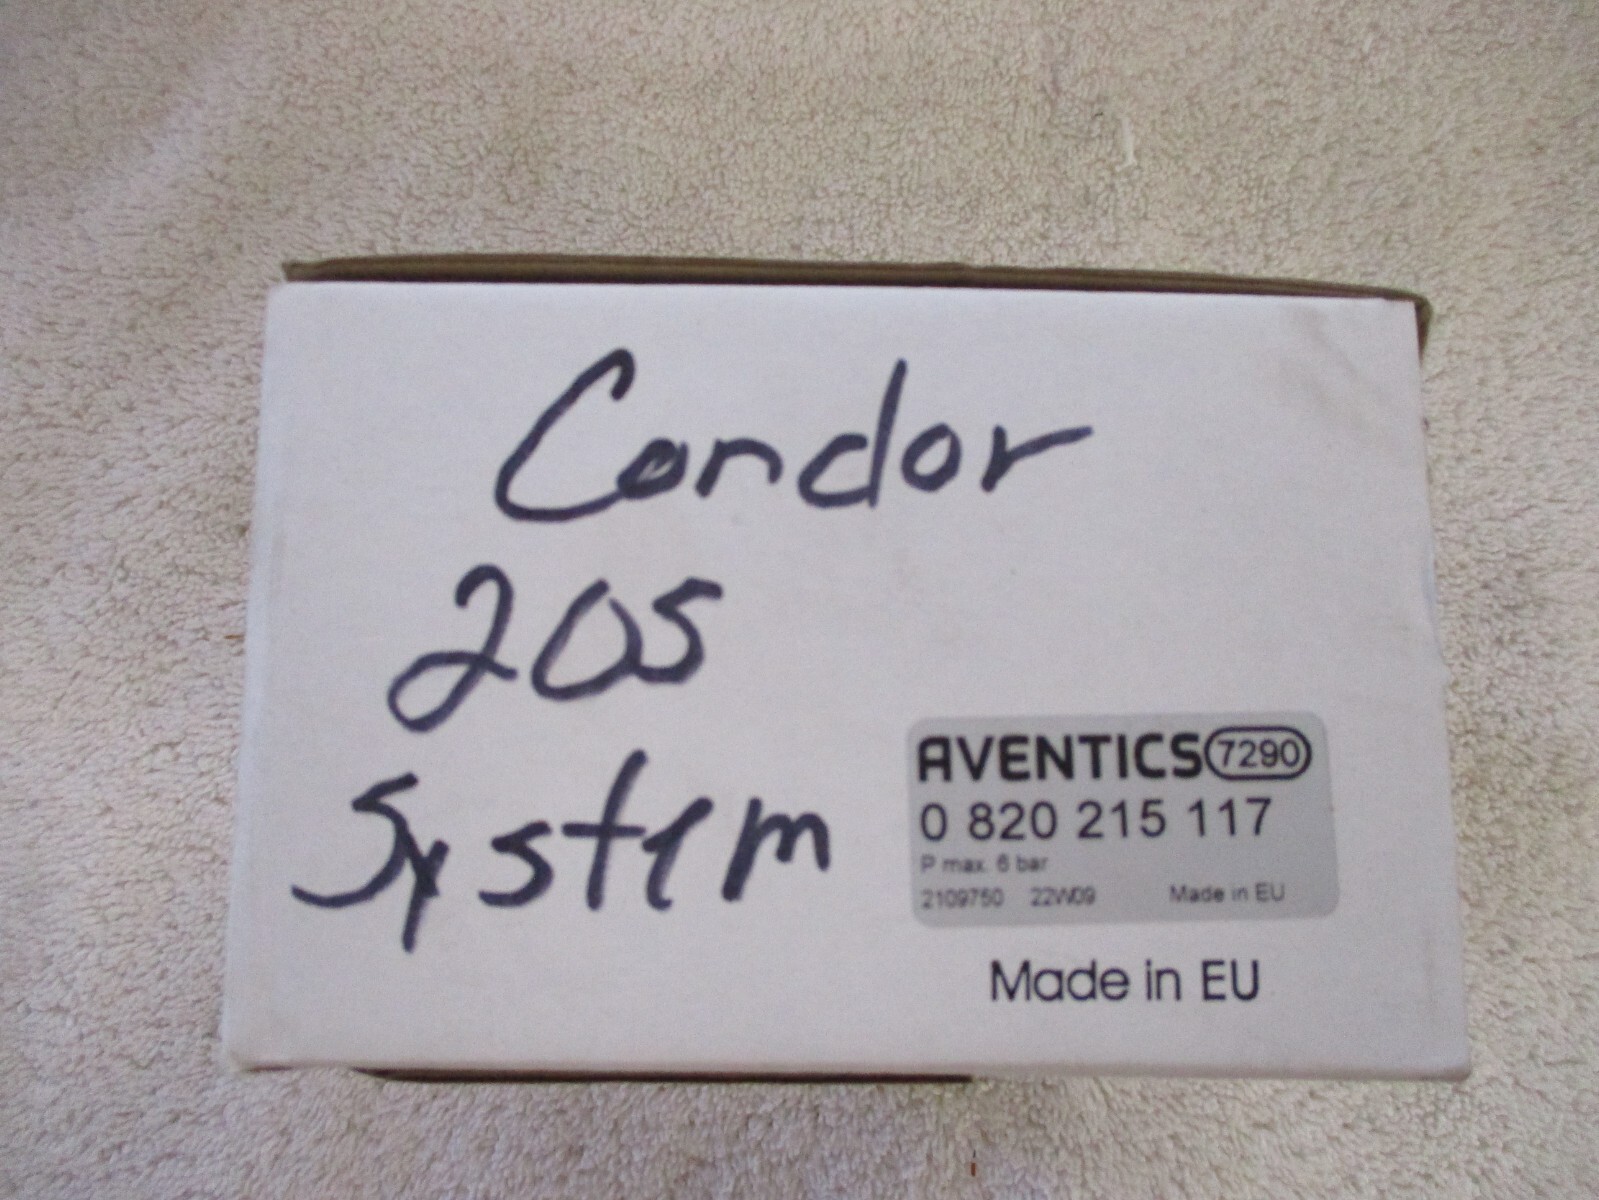 Condor
20S
System
AVENTICS 7290
0 820 215 117
P max. 6 bar
2109750 22W09 Made in EU
Made in EU